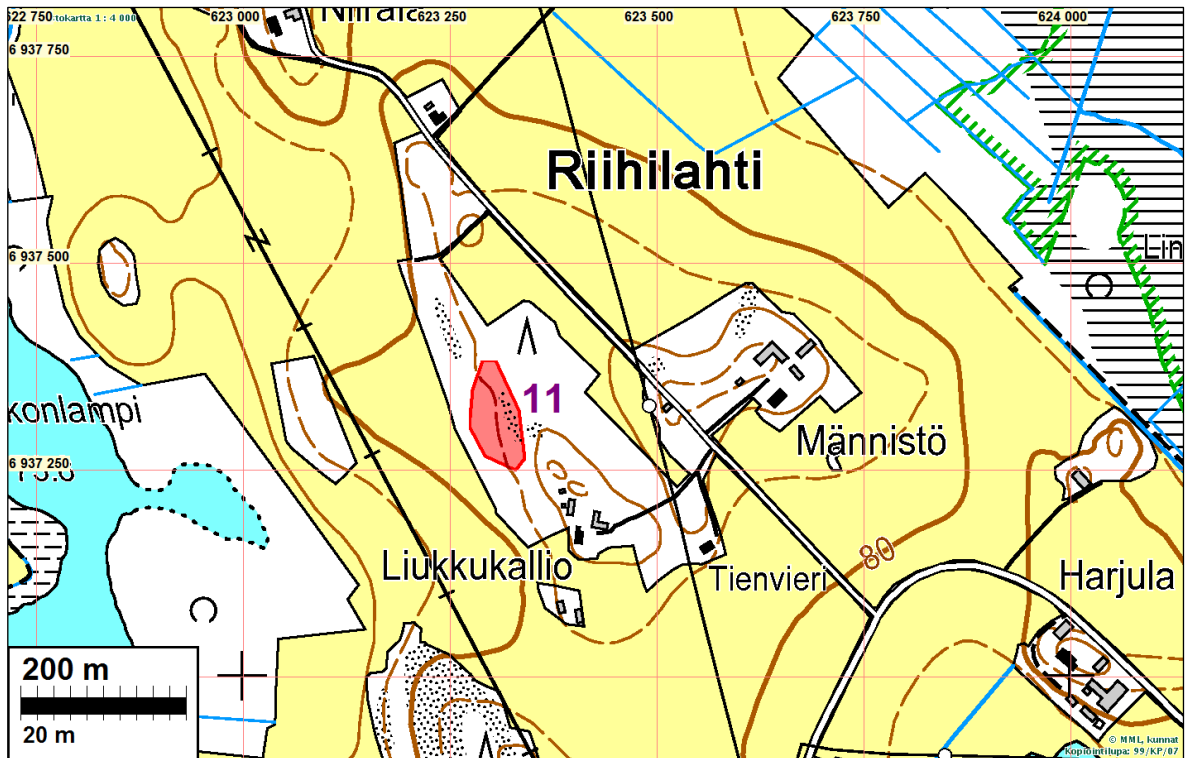 622 750
tokartta 1 : 4 000
623 000
623 250
623 500
623 750
624 000
Niirala
6 937 750
Riihilahti
6 937 500
Lin
11
konlampi
Männistö
6 937 250
Liukkukallio
Tienvieri
80
Harjula
200 m
20 m
© MML, kunnat
Kopiointilupa: 99/KP/07